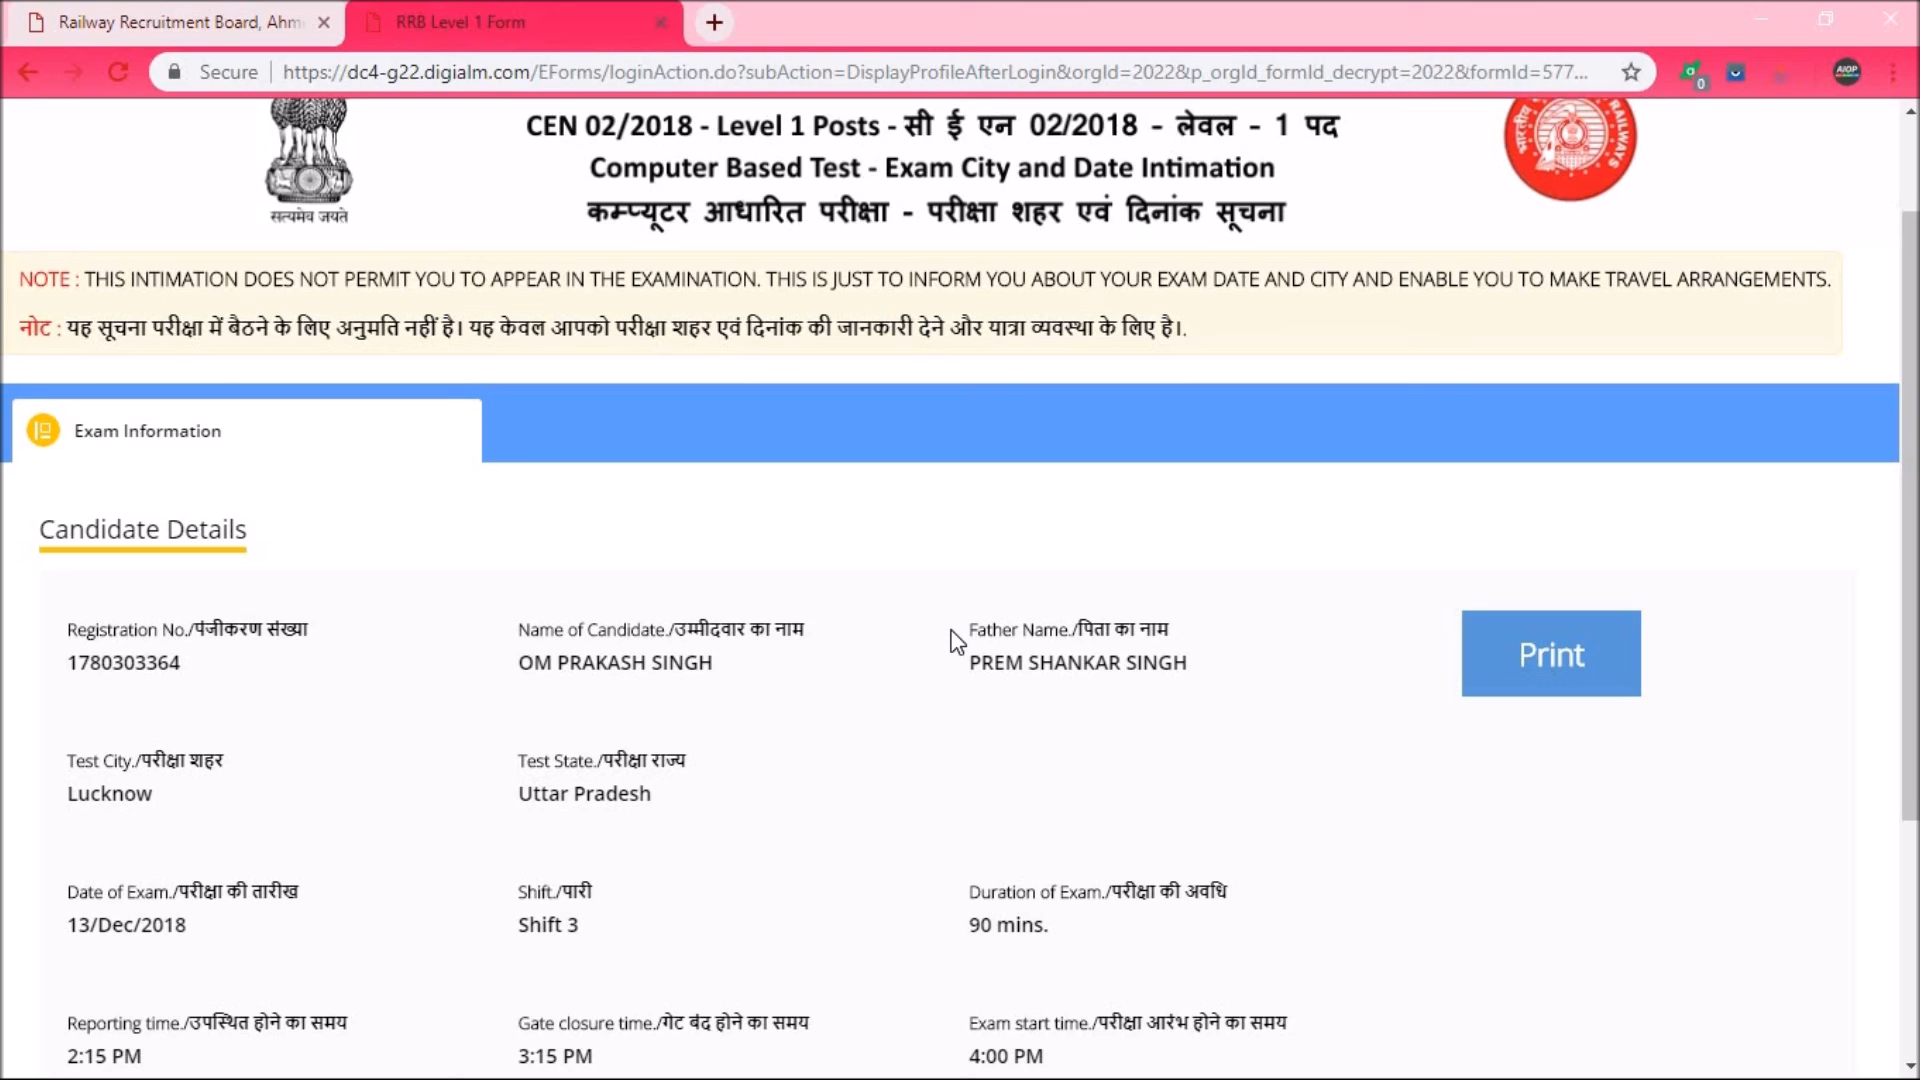 Railway Recruitment Board, Ahm
RRB Level 1 Form
Secure
https://dc4-g22.digialm.com/EForms/loginAction.do?subAction=DisplayProfileAfterLogin&orgId=2022&p_orgId_formId_decrypt=2022&formId=577...
0
AIOP
CEN 02/2018 - Level 1 Posts - सी ई एन 02/2018 - लेवल - 1 पद
Computer Based Test - Exam City and Date Intimation
कम्प्यूटर आधारित परीक्षा - परीक्षा शहर एवं दिनांक सूचना
सत्यमेव जयते
RAILWAYS
NOTE : THIS INTIMATION DOES NOT PERMIT YOU TO APPEAR IN THE EXAMINATION. THIS IS JUST TO INFORM YOU ABOUT YOUR EXAM DATE AND CITY AND ENABLE YOU TO MAKE TRAVEL ARRANGEMENTS.
नोट : यह सूचना परीक्षा में बैठने के लिए अनुमति नहीं है। यह केवल आपको परीक्षा शहर एवं दिनांक की जानकारी देने और यात्रा व्यवस्था के लिए है।.
Exam Information
Candidate Details
Registration No./पंजीकरण संख्या
1780303364
Name of Candidate./उम्मीदवार का नाम
OM PRAKASH SINGH
Father Name./पिता का नाम
PREM SHANKAR SINGH
Print
Test City./परीक्षा शहर
Lucknow
Test State./परीक्षा राज्य
Uttar Pradesh
Date of Exam./परीक्षा की तारीख
13/Dec/2018
Shift./पारी
Shift 3
Duration of Exam./परीक्षा की अवधि
90 mins.
Reporting time./उपस्थित होने का समय
2:15 PM
Gate closure time./गेट बंद होने का समय
3:15 PM
Exam start time./परीक्षा आरंभ होने का समय
4:00 PM